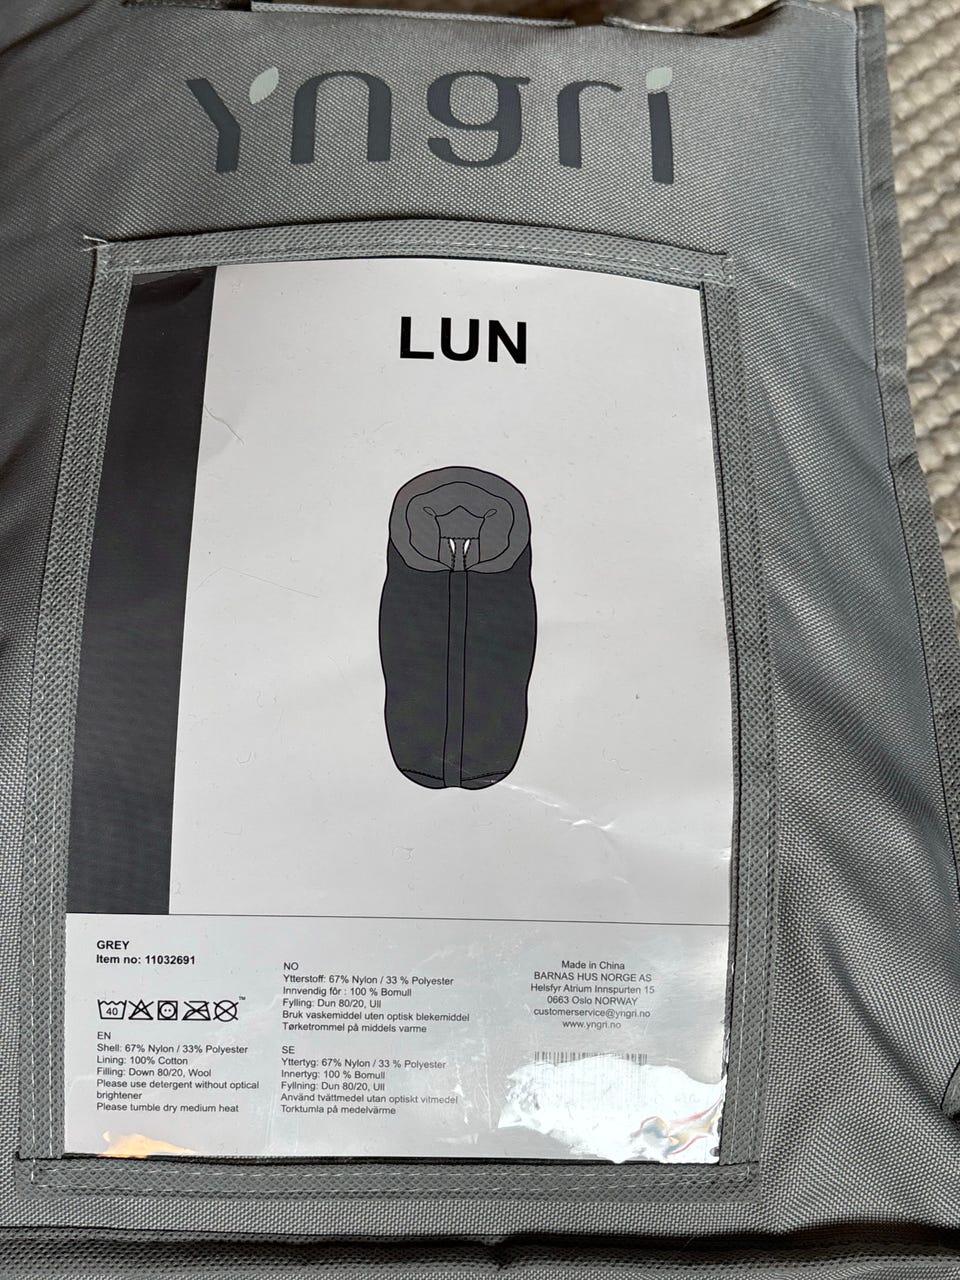 yngri
LUN
GREY
Item no: 11032691
40
™
EN
Shell: 67% Nylon / 33% Polyester
Lining: 100% Cotton
Filling: Down 80/20, Wool
Please use detergent without optical
brightener
Please tumble dry medium heat
NO
Ytterstoff: 67% Nylon / 33 % Polyester
Innvendig fôr : 100 % Bomull
Fylling: Dun 80/20, Ull
Bruk vaskemiddel uten optisk blekemiddel
Tørketrommel på middels varme
SE
Yttertyg: 67% Nylon / 33 % Polyester
Innertyg: 100 % Bomull
Fyllning: Dun 80/20, Ull
Använd tvättmedel utan optiskt vitmedel
Torktumla på medelvärme
Made in China
BARNAS HUS NORGE AS
Helsfyr Atrium Innspurten 15
0663 Oslo NORWAY
customerservice@yngri.no
www.yngri.no